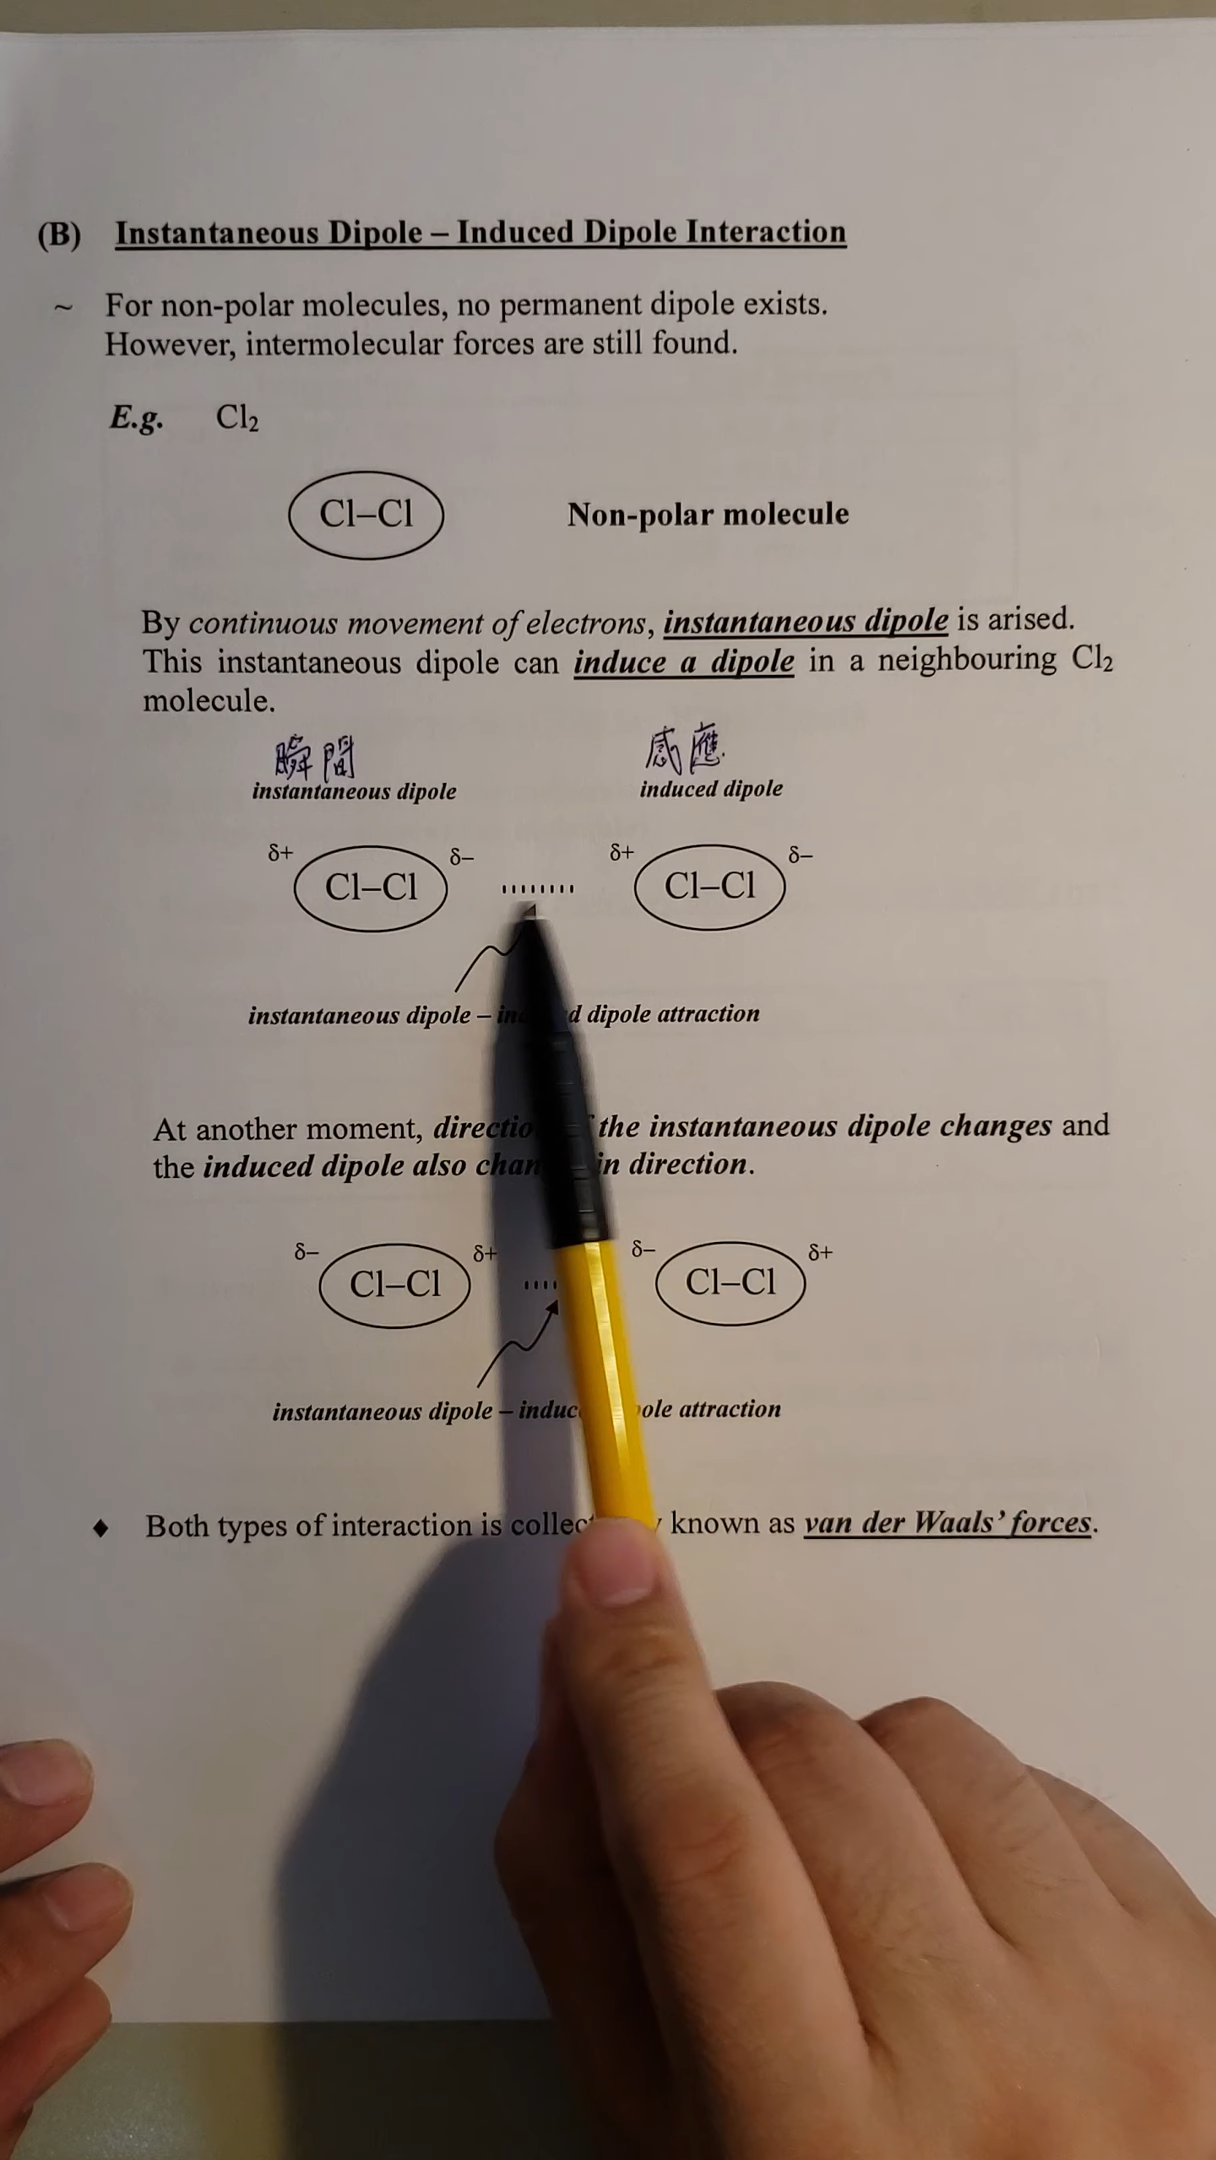 (B) Instantaneous Dipole – Induced Dipole Interaction
~ For non-polar molecules, no permanent dipole exists.
However, intermolecular forces are still found.
E.g. Cl₂
Cl–Cl Non-polar molecule
By continuous movement of electrons, instantaneous dipole is arised.
This instantaneous dipole can induce a dipole in a neighbouring Cl₂
molecule.
瞬間 感應
instantaneous dipole induced dipole
δ+ δ– δ+ δ–
Cl–Cl Cl–Cl
instantaneous dipole – dipole attraction
At another moment, the instantaneous dipole changes and
the induced dipole also in direction.
δ– δ+ δ– δ+
Cl–Cl Cl–Cl
instantaneous dipole – attraction
♦ Both types of interaction is known as van der Waals' forces.